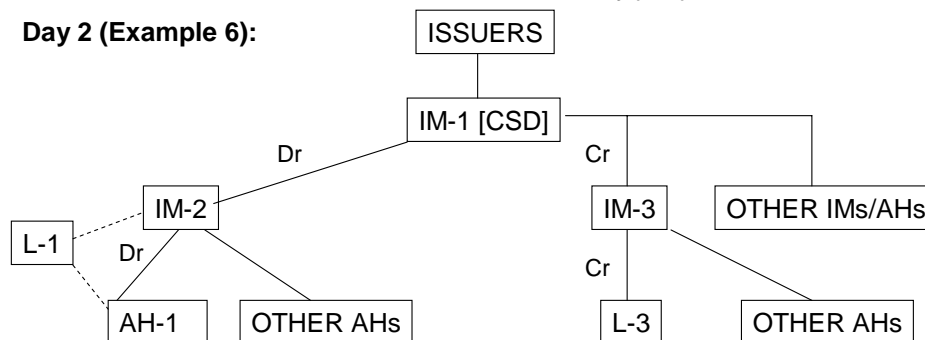 Day 2 (Example 6):
ISSUERS
IM-1 [CSD]
Dr
Cr
IM-2
IM-3
OTHER IMs/AHs
L-1
Dr
Cr
AH-1
OTHER AHs
L-3
OTHER AHs